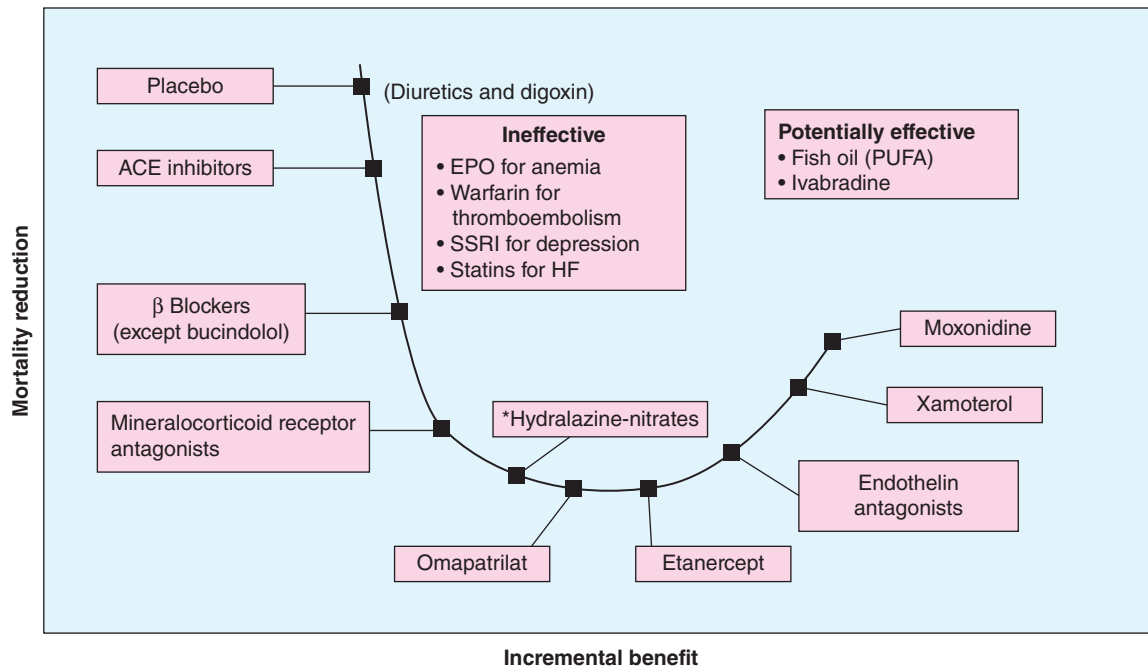 Placebo
(Diuretics and digoxin)
ACE inhibitors
Ineffective
• EPO for anemia
• Warfarin for
thromboembolism
• SSRI for depression
• Statins for HF
Potentially effective
• Fish oil (PUFA)
• Ivabradine
β Blockers
(except bucindolol)
Mineralocorticoid receptor
antagonists
*Hydralazine-nitrates
Moxonidine
Xamoterol
Endothelin
antagonists
Omapatrilat
Etanercept
Mortality reduction
Incremental benefit